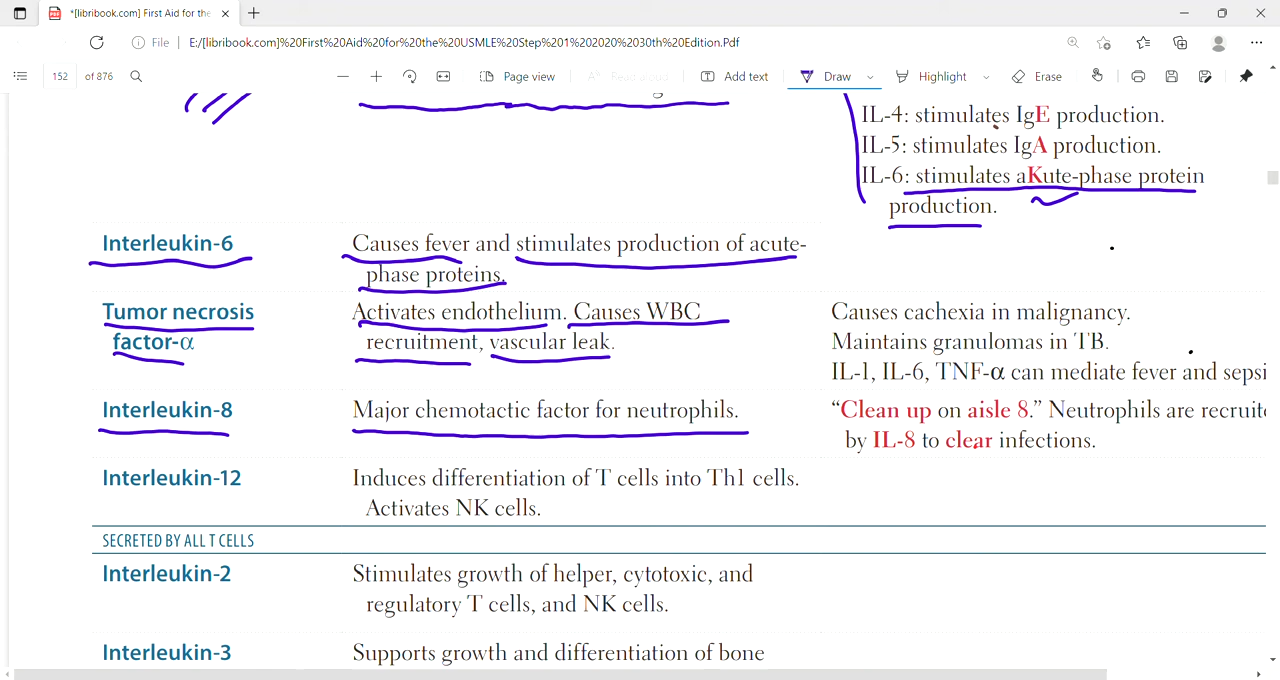 *[libribook.com] First Aid for the
File
E:/[libribook.com]%20First%20Aid%20for%20the%20USMLE%20Step%201%202020%2030th%20Edition.Pdf
152 of 876
Page view
Read aloud
Add text
Draw
Highlight
Erase
IL-4: stimulates IgE production.
IL-5: stimulates IgA production.
IL-6: stimulates aKute-phase protein
production.
Interleukin-6
Causes fever and stimulates production of acute-
phase proteins.
Tumor necrosis
factor-α
Activates endothelium. Causes WBC
recruitment, vascular leak.
Causes cachexia in malignancy.
Maintains granulomas in TB.
IL-1, IL-6, TNF-α can mediate fever and sepsi
Interleukin-8
Major chemotactic factor for neutrophils.
“Clean up on aisle 8.” Neutrophils are recruite
by IL-8 to clear infections.
Interleukin-12
Induces differentiation of T cells into Th1 cells.
Activates NK cells.
SECRETED BY ALL T CELLS
Interleukin-2
Stimulates growth of helper, cytotoxic, and
regulatory T cells, and NK cells.
Interleukin-3
Supports growth and differentiation of bone